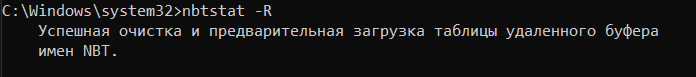 C:\Windows\system32>nbtstat -R
Успешная очистка и предварительная загрузка таблицы удаленного буфера
имен NBT.